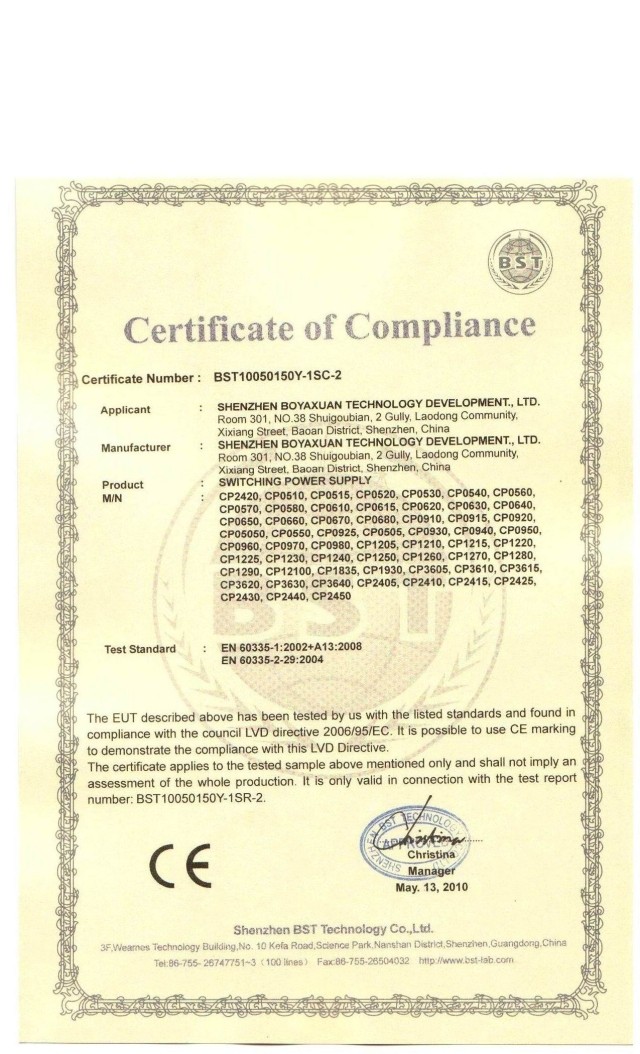 BST
Certificate of Compliance
Certificate Number : BST10050150Y-1SC-2
Applicant : SHENZHEN BOYAXUAN TECHNOLOGY DEVELOPMENT., LTD.
Room 301, NO.38 Shuigoubian, 2 Gully, Laodong Community,
Xixiang Street, Baoan District, Shenzhen, China
Manufacturer : SHENZHEN BOYAXUAN TECHNOLOGY DEVELOPMENT., LTD.
Room 301, NO.38 Shuigoubian, 2 Gully, Laodong Community,
Xixiang Street, Baoan District, Shenzhen, China
Product : SWITCHING POWER SUPPLY
M/N : CP2420, CP0510, CP0515, CP0520, CP0530, CP0540, CP0560,
CP0570, CP0580, CP0610, CP0615, CP0620, CP0630, CP0640,
CP0650, CP0660, CP0670, CP0680, CP0910, CP0915, CP0920,
CP05050, CP0550, CP0925, CP0505, CP0930, CP0940, CP0950,
CP0960, CP0970, CP0980, CP1205, CP1210, CP1215, CP1220,
CP1225, CP1230, CP1240, CP1250, CP1260, CP1270, CP1280,
CP1290, CP12100, CP1835, CP1930, CP3605, CP3610, CP3615,
CP3620, CP3630, CP3640, CP2405, CP2410, CP2415, CP2425,
CP2430, CP2440, CP2450
BST
Test Standard : EN 60335-1:2002+A13:2008
EN 60335-2-29:2004
The EUT described above has been tested by us with the listed standards and found in
compliance with the council LVD directive 2006/95/EC. It is possible to use CE marking
to demonstrate the compliance with this LVD Directive.
The certificate applies to the tested sample above mentioned only and shall not imply an
assessment of the whole production. It is only valid in connection with the test report
number: BST10050150Y-1SR-2.
CE
SHENZHEN BST TECHNOLOGY
APPROVED
Christina
Christina
Manager
May. 13, 2010
Shenzhen BST Technology Co.,Ltd.
3F,Wearnes Technology Building,No. 10 Kefa Road,Science Park,Nanshan District,Shenzhen,Guangdong,China
Tel:86-755- 26747751~3 (100 lines) Fax:86-755-26504032 http://www.bst-lab.com